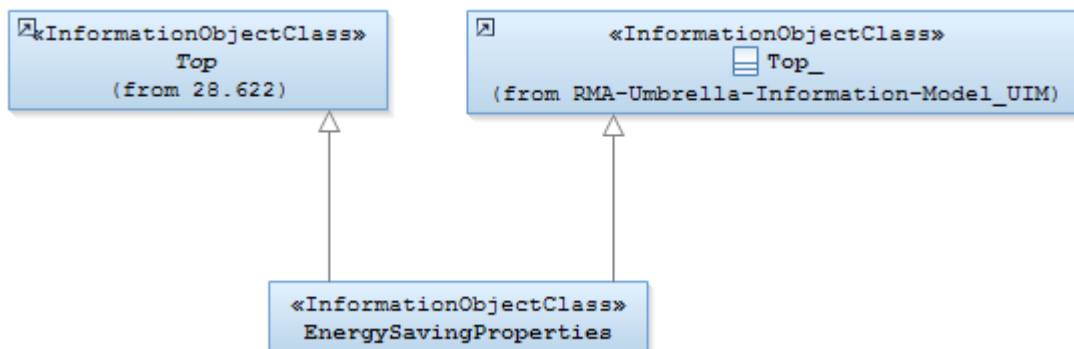 «InformationObjectClass»
Top
(from 28.622)
«InformationObjectClass»
Top_
(from RMA-Umbrella-Information-Model_UIM)
«InformationObjectClass»
EnergySavingProperties